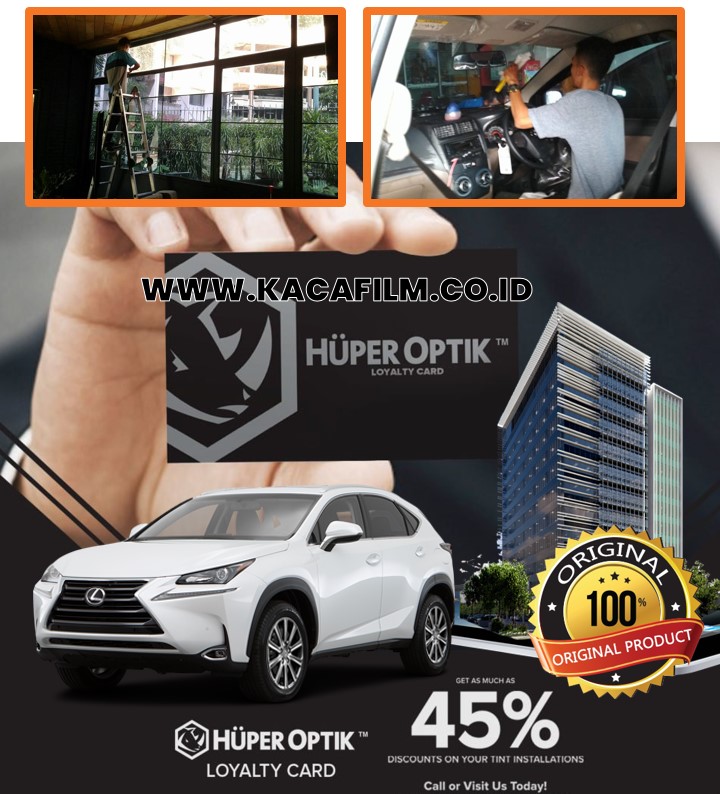 WWW.KACAFILM.CO.ID
HÜPER OPTIK™
LOYALTY CARD
ORIGINAL
100%
ORIGINAL PRODUCT
GET AS MUCH AS
45%
DISCOUNTS ON YOUR TINT INSTALLATIONS
Call or Visit Us Today!
HÜPER OPTIK™
LOYALTY CARD